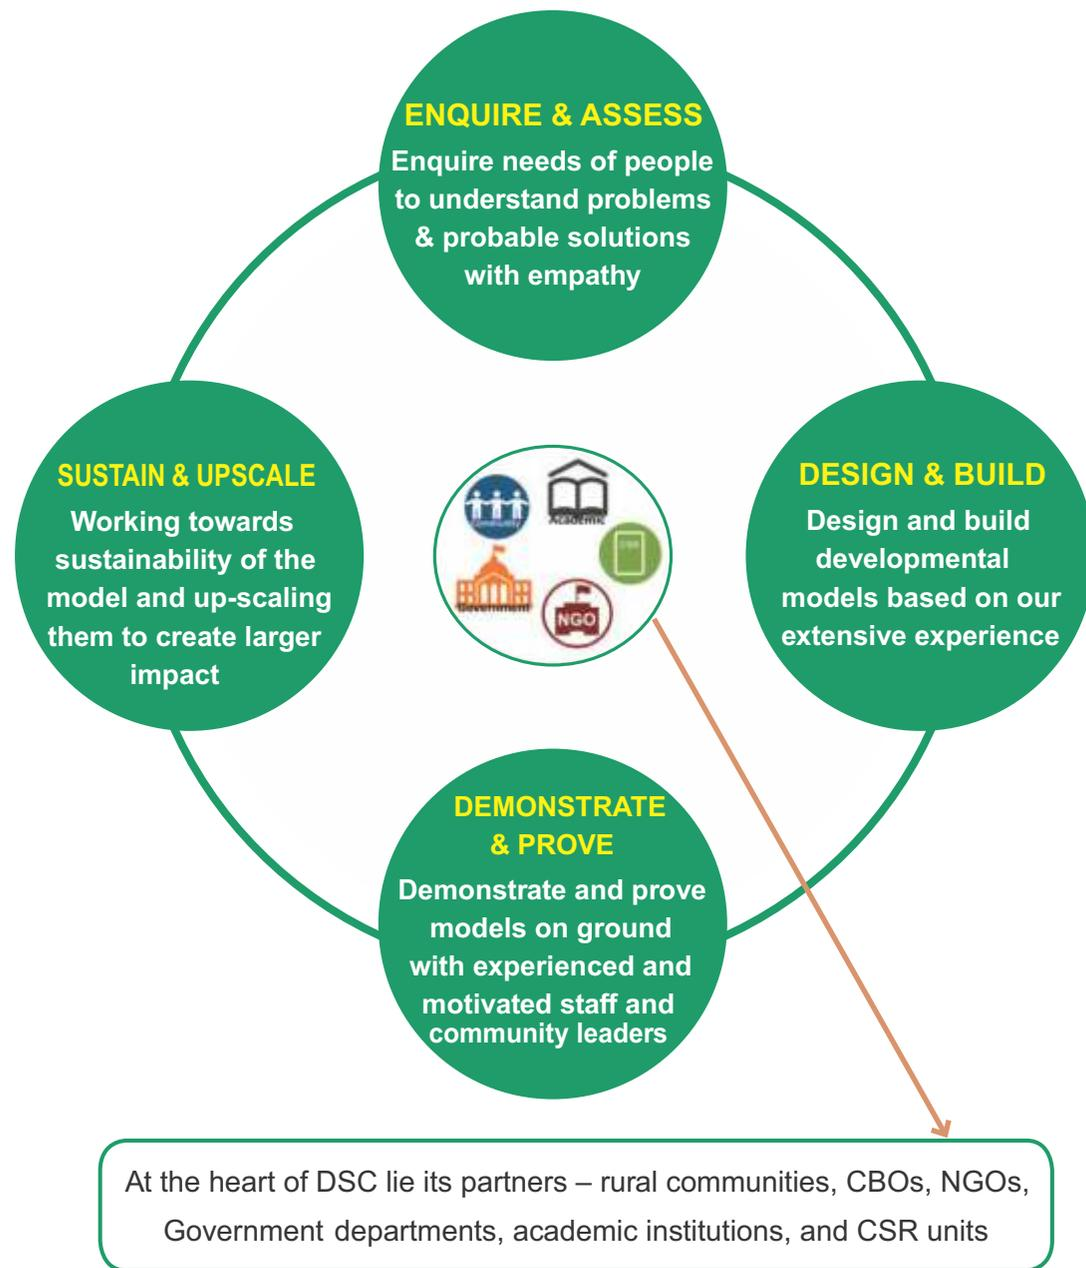 ENQUIRE & ASSESS
Enquire needs of people
to understand problems
& probable solutions
with empathy
SUSTAIN & UPSCALE
Working towards
sustainability of the
model and up-scaling
them to create larger
impact
Community
Academic
CSR
Government
NGO
DESIGN & BUILD
Design and build
developmental
models based on our
extensive experience
DEMONSTRATE
& PROVE
Demonstrate and prove
models on ground
with experienced and
motivated staff and
community leaders
At the heart of DSC lie its partners – rural communities, CBOs, NGOs,
Government departments, academic institutions, and CSR units